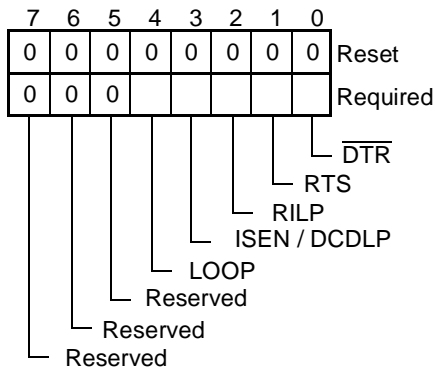 7 6 5 4 3 2 1 0
0 0 0 0 0 0 0 0 Reset
0 0 0 Required
DTR
RTS
RILP
ISEN / DCDLP
LOOP
Reserved
Reserved
Reserved